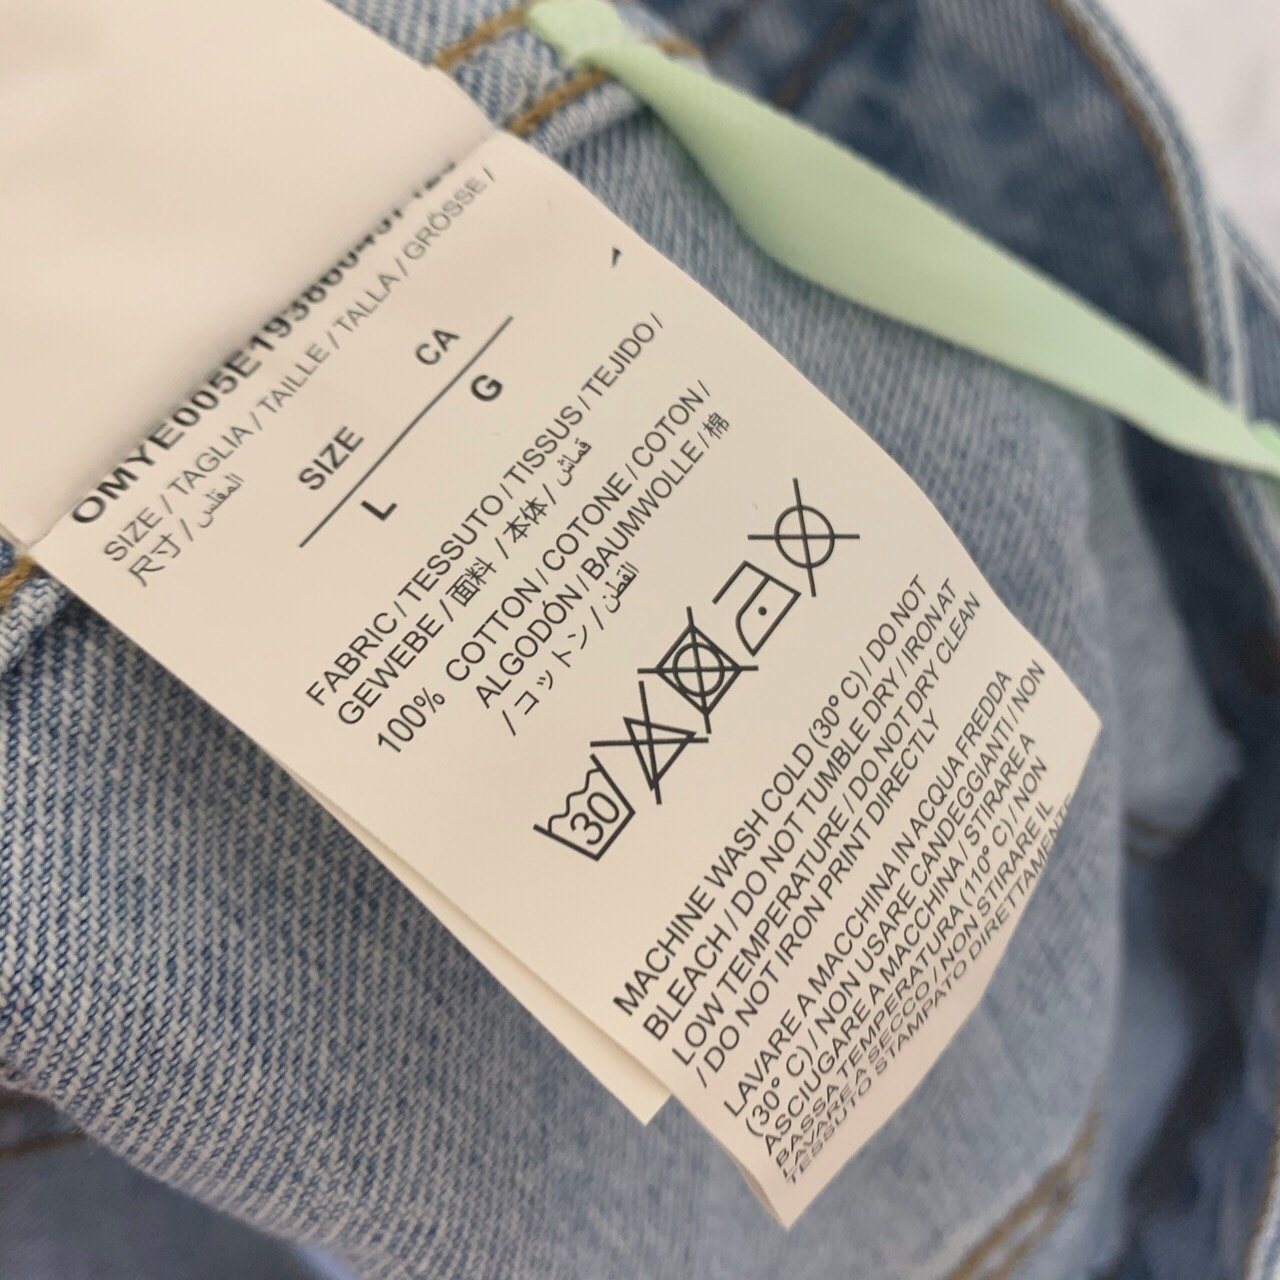 SIZE / TAGLIA / TAILLE / TALLA / GRÖSSE /
尺寸 / المقاس
SIZE CA
L G
FABRIC / TESSUTO / TISSUS / TEJIDO /
GEWEBE / 面料 / 本体 / قماش
100% COTTON / COTONE / COTON /
ALGODÓN / BAUMWOLLE / 棉
/ コットン / القطن
30
MACHINE WASH COLD (30° C) / DO NOT
BLEACH / DO NOT TUMBLE DRY / IRON AT
LOW TEMPERATURE / DO NOT DRY CLEAN
/ DO NOT IRON PRINT DIRECTLY
LAVARE A MACCHINA IN ACQUA FREDDA
(30° C) / NON USARE CANDEGGIANTI / NON
ASCIUGARE A MACCHINA / STIRARE A
BASSA TEMPERATURA (110° C) / NON
LAVARE A SECCO / NON STIRARE IL
TESSUTO STAMPATO DIRETTAMENTE